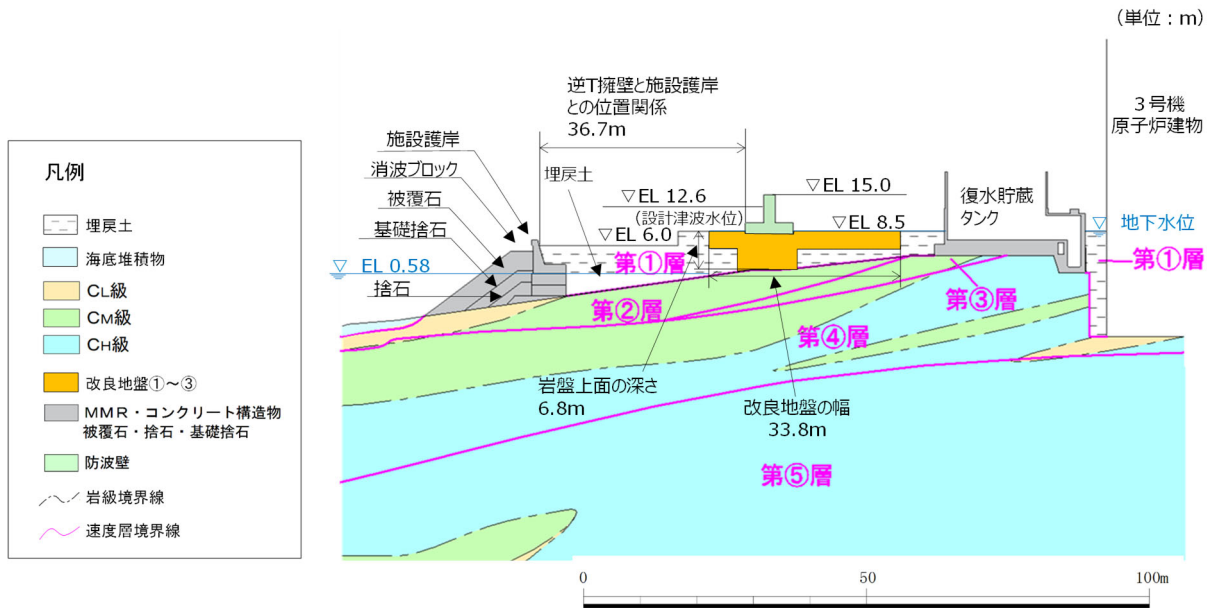 （単位：m）
逆T擁壁と施設護岸
との位置関係
36.7m
3号機
原子炉建物
施設護岸
消波ブロック
被覆石
基礎捨石
捨石
埋戻土
▽EL 12.6
(設計津波水位)
▽EL 15.0
▽EL 8.5
▽EL 6.0
復水貯蔵
タンク
▽ 地下水位
▽ EL 0.58
埋戻土
第①層
第①層
第②層
第③層
第④層
第⑤層
岩盤上面の深さ
6.8m
改良地盤の幅
33.8m
凡例
埋戻土
海底堆積物
CL級
CM級
CH級
改良地盤①～③
MMR・コンクリート構造物
被覆石・捨石・基礎捨石
防波壁
岩級境界線
速度層境界線
0
50
100m